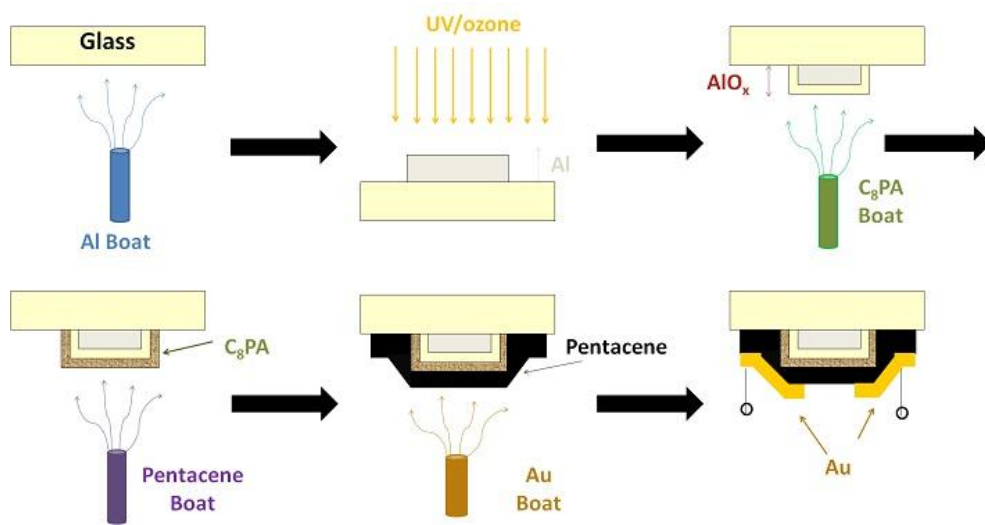 Glass
UV/ozone
AlOₓ
Al
C₈PA
Boat
Al Boat
C₈PA
Pentacene
Pentacene
Boat
Au
Boat
Au